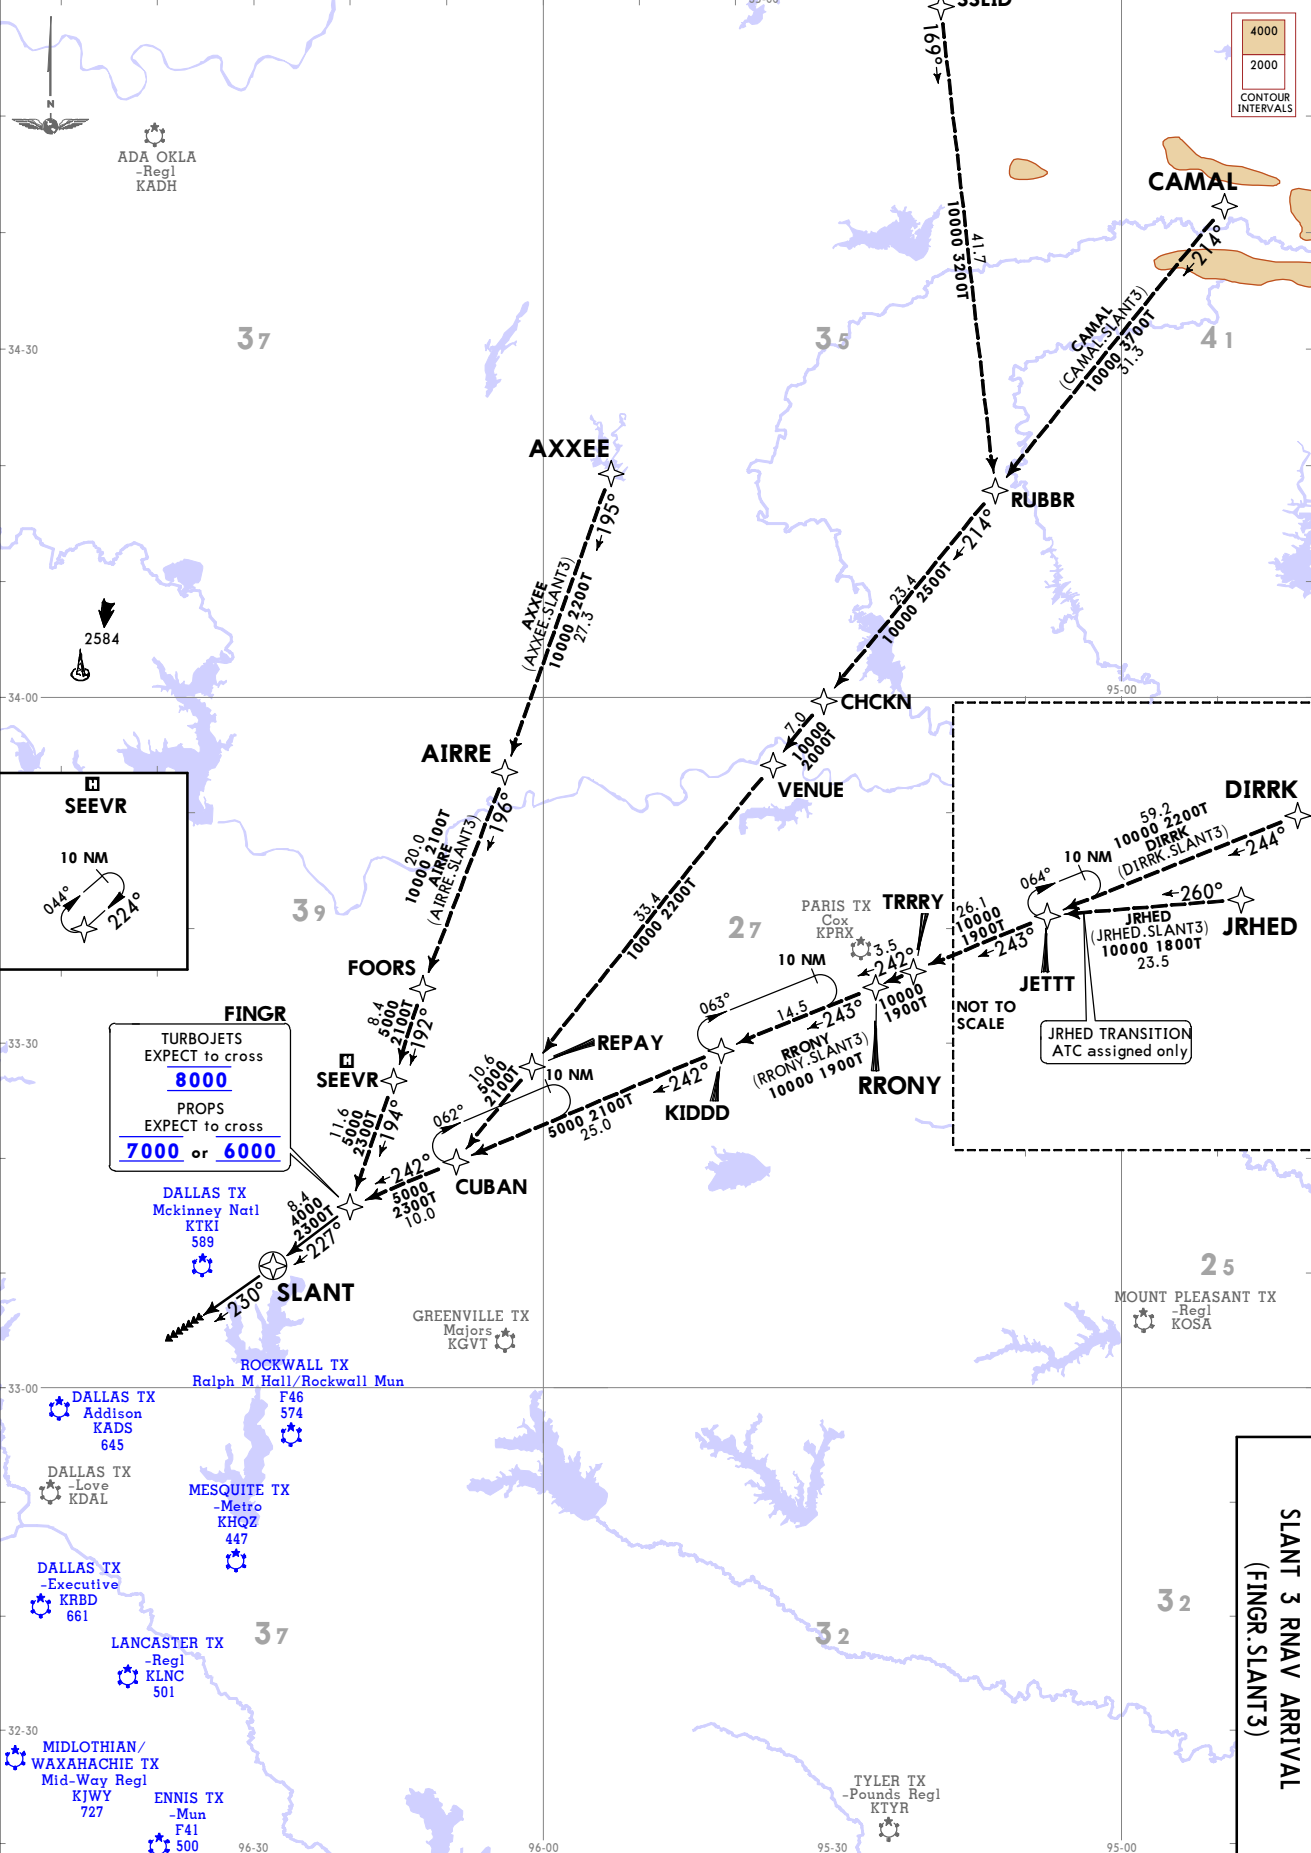 SSLID
169°
4000
2000
CONTOUR
INTERVALS
N
ADA OKLA
-Regl
KADH
CAMAL
214°
41.7
10000 3200T
CAMAL
(CAMAL.SLANT3)
10000 3700T
31.3
37
35
41
34-30
AXXEE
195°
RUBBR
214°
AXXEE
(AXXEE.SLANT3)
10000 2200T
27.3
23.4
10000 2500T
2584
34-00
95-00
CHCKN
7.0
10000
2000T
VENUE
AIRRE
196°
20.0
10000 2100T
AIRRE
(AIRRE.SLANT3)
SEEVR
10 NM
044°
224°
DIRRK
59.2
10000 2200T
DIRRK
(DIRRK.SLANT3)
244°
10 NM
064°
260°
JRHED
JRHED
(JRHED.SLANT3)
10000 1800T
23.5
39
33.4
10000 2200T
27
PARIS TX
Cox
KPRX
TRRRY
26.1
10000
1900T
243°
JETTT
3.5
242°
10000
1900T
NOT TO
SCALE
JRHED TRANSITION
ATC assigned only
FOORS
10 NM
063°
14.5
243°
RRONY
(RRONY.SLANT3)
10000 1900T
RRONY
8.4
5000
2100T
192°
FINGR
TURBOJETS
EXPECT to cross
8000
PROPS
EXPECT to cross
7000 or 6000
33-30
SEEVR
REPAY
10.6
5000
2100T
10 NM
062°
242°
KIDDD
5000 2100T
25.0
11.6
5000
2300T
194°
242°
5000
2300T
10.0
CUBAN
DALLAS TX
Mckinney Natl
KTKI
589
8.4
4000
2300T
227°
SLANT
230°
25
MOUNT PLEASANT TX
-Regl
KOSA
GREENVILLE TX
Majors
KGVT
ROCKWALL TX
Ralph M Hall/Rockwall Mun
F46
574
33-00
DALLAS TX
Addison
KADS
645
DALLAS TX
-Love
KDAL
MESQUITE TX
-Metro
KHQZ
447
DALLAS TX
-Executive
KRBD
661
LANCASTER TX
-Regl
KLNC
501
37
32
32
SLANT 3 RNAV ARRIVAL
(FINGR.SLANT3)
32-30
MIDLOTHIAN/
WAXAHACHIE TX
Mid-Way Regl
KJWY
727
ENNIS TX
-Mun
F41
500
TYLER TX
-Pounds Regl
KTYR
96-30
96-00
95-30
95-00